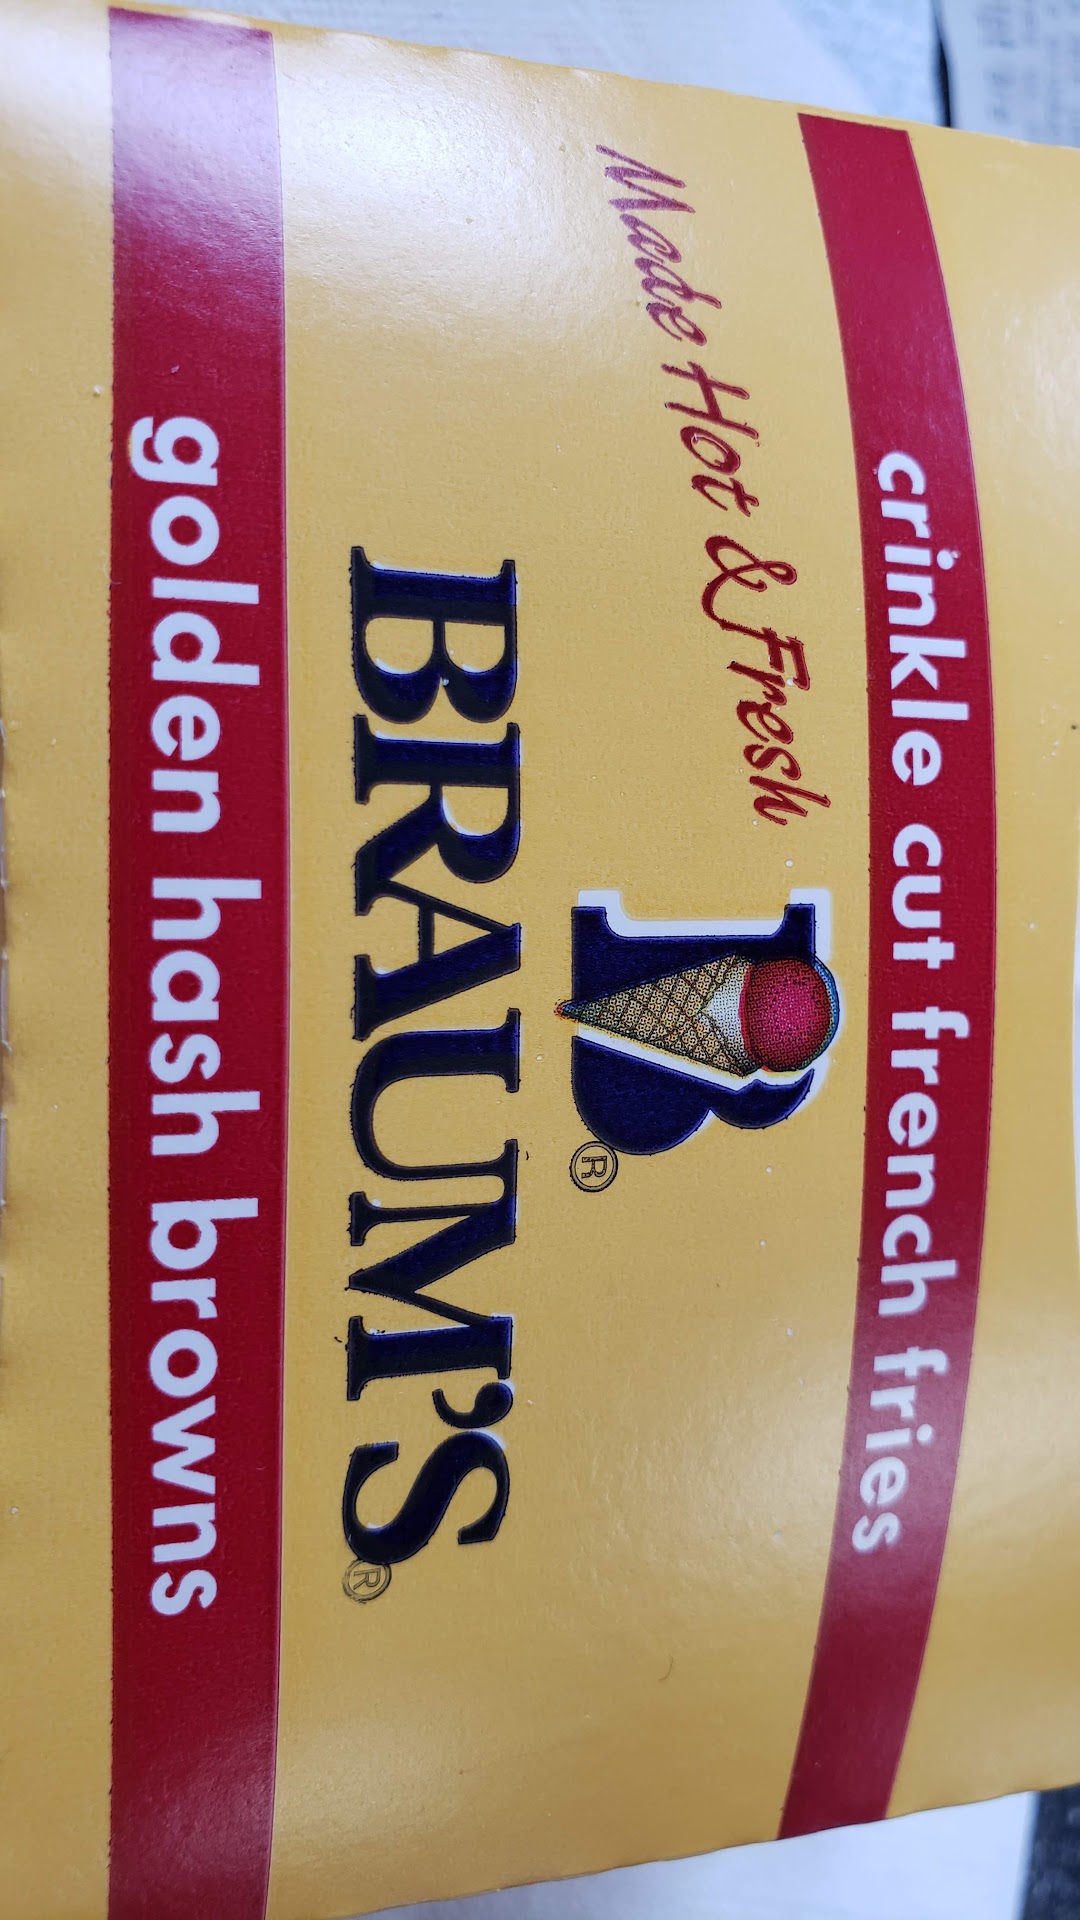 crinkle cut french fries
Made Hot & Fresh
B®
BRAUM'S®
golden hash browns